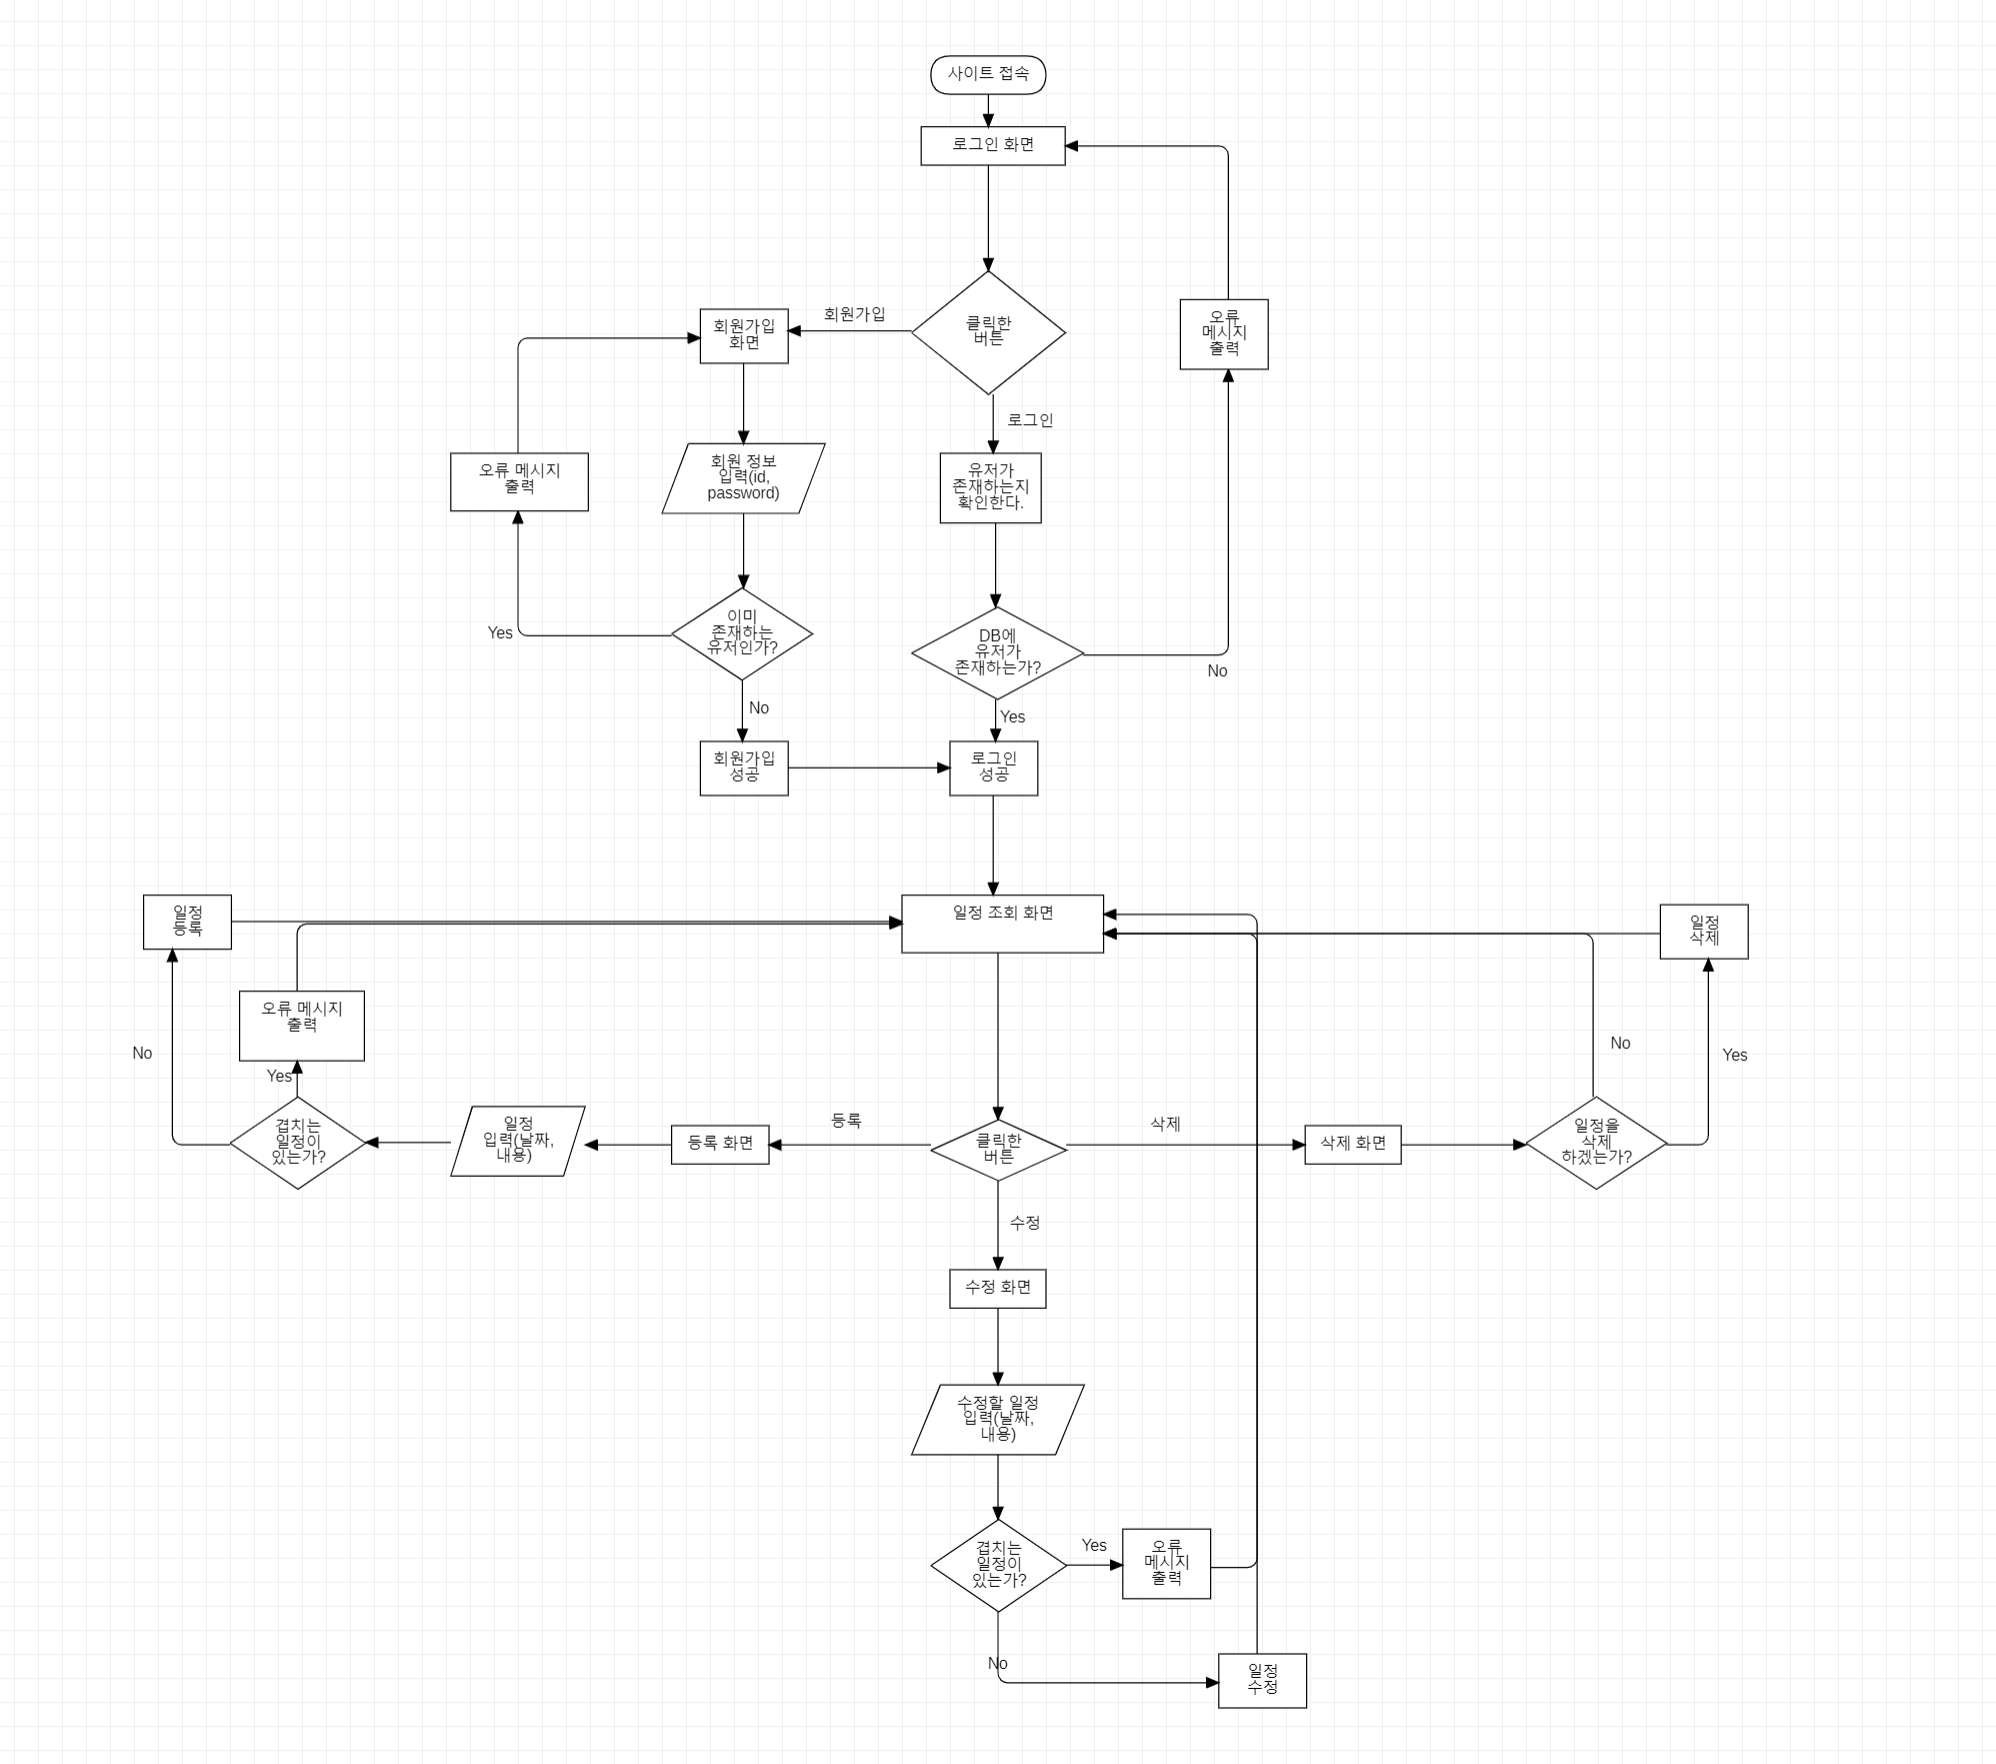 사이트 접속
로그인 화면
클릭한
버튼
회원가입
회원가입
화면
오류
메시지
출력
로그인
회원 정보
입력(id,
password)
오류 메시지
출력
유저가
존재하는지
확인한다.
이미
존재하는
유저인가?
Yes
DB에
유저가
존재하는가?
No
No
Yes
회원가입
성공
로그인
성공
일정 조회 화면
일정
등록
일정
삭제
오류 메시지
출력
No
Yes
No
Yes
겹치는
일정이
있는가?
일정
입력(날짜,
내용)
등록 화면
등록
클릭한
버튼
삭제
삭제 화면
일정을
삭제
하겠는가?
수정
수정 화면
수정할 일정
입력(날짜,
내용)
겹치는
일정이
있는가?
Yes
오류
메시지
출력
No
일정
수정